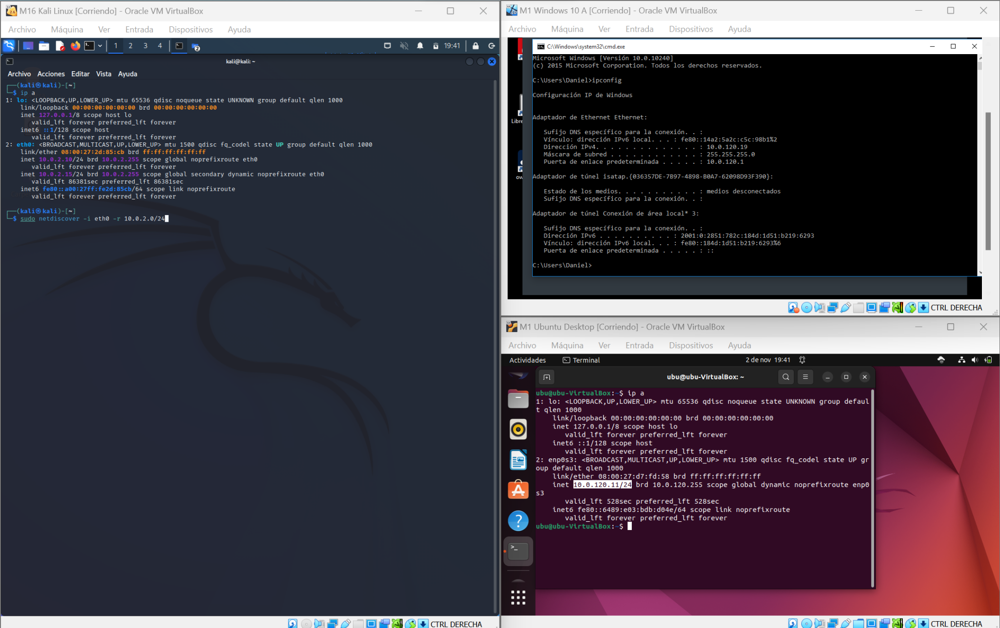 M16 Kali Linux [Corriendo] - Oracle VM VirtualBox
Archivo Máquina Ver Entrada Dispositivos Ayuda
1 2 3 4 2 19:41
kali@kali: ~
Archivo Acciones Editar Vista Ayuda
┌──(kali㉿kali)-[~]
└─$ ip a
1: lo: <LOOPBACK,UP,LOWER_UP> mtu 65536 qdisc noqueue state UNKNOWN group default qlen 1000
link/loopback 00:00:00:00:00:00 brd 00:00:00:00:00:00
inet 127.0.0.1/8 scope host lo
valid_lft forever preferred_lft forever
inet6 ::1/128 scope host
valid_lft forever preferred_lft forever
2: eth0: <BROADCAST,MULTICAST,UP,LOWER_UP> mtu 1500 qdisc fq_codel state UP group default qlen 1000
link/ether 08:00:27:2d:85:cb brd ff:ff:ff:ff:ff:ff
inet 10.0.2.10/24 brd 10.0.2.255 scope global noprefixroute eth0
valid_lft forever preferred_lft forever
inet 10.0.2.15/24 brd 10.0.2.255 scope global secondary dynamic noprefixroute eth0
valid_lft 86381sec preferred_lft 86381sec
inet6 fe80::a00:27ff:fe2d:85cb/64 scope link noprefixroute
valid_lft forever preferred_lft forever
┌──(kali㉿kali)-[~]
└─$ sudo netdiscover -i eth0 -r 10.0.2.0/24
CTRL DERECHA
M1 Windows 10 A [Corriendo] - Oracle VM VirtualBox
Archivo Máquina Ver Entrada Dispositivos Ayuda
Libre
ow
C:\Windows\system32\cmd.exe
Microsoft Windows [Versión 10.0.10240]
(c) 2015 Microsoft Corporation. Todos los derechos reservados.
C:\Users\Daniel>ipconfig
Configuración IP de Windows
Adaptador de Ethernet Ethernet:
Sufijo DNS específico para la conexión. . :
Vínculo: dirección IPv6 local. . . : fe80::14a2:5a2c:c5c:98b1%2
Dirección IPv4. . . . . . . . . . . . . . : 10.0.120.19
Máscara de subred . . . . . . . . . . . . : 255.255.255.0
Puerta de enlace predeterminada . . . . . : 10.0.120.1
Adaptador de túnel isatap.{036357DE-7B97-4898-B0A7-62098D93F390}:
Estado de los medios. . . . . . . . . . . : medios desconectados
Sufijo DNS específico para la conexión. . :
Adaptador de túnel Conexión de área local* 3:
Sufijo DNS específico para la conexión. . :
Dirección IPv6 . . . . . . . . . . : 2001:0:2851:782c:184d:1d51:b219:6293
Vínculo: dirección IPv6 local. . . : fe80::184d:1d51:b219:6293%6
Puerta de enlace predeterminada . . . . . : ::
C:\Users\Daniel>
CTRL DERECHA
M1 Ubuntu Desktop [Corriendo] - Oracle VM VirtualBox
Archivo Máquina Ver Entrada Dispositivos Ayuda
Actividades Terminal 2 de nov 19:41
ubu@ubu-VirtualBox: ~
ubu@ubu-VirtualBox:~$ ip a
1: lo: <LOOPBACK,UP,LOWER_UP> mtu 65536 qdisc noqueue state UNKNOWN group defaul
t qlen 1000
link/loopback 00:00:00:00:00:00 brd 00:00:00:00:00:00
inet 127.0.0.1/8 scope host lo
valid_lft forever preferred_lft forever
inet6 ::1/128 scope host
valid_lft forever preferred_lft forever
2: enp0s3: <BROADCAST,MULTICAST,UP,LOWER_UP> mtu 1500 qdisc fq_codel state UP gr
oup default qlen 1000
link/ether 08:00:27:d7:fd:58 brd ff:ff:ff:ff:ff:ff
inet 10.0.120.11/24 brd 10.0.120.255 scope global dynamic noprefixroute enp0
s3
valid_lft 528sec preferred_lft 528sec
inet6 fe80::6489:e03:bdb:d04e/64 scope link noprefixroute
valid_lft forever preferred_lft forever
ubu@ubu-VirtualBox:~$
CTRL DERECHA